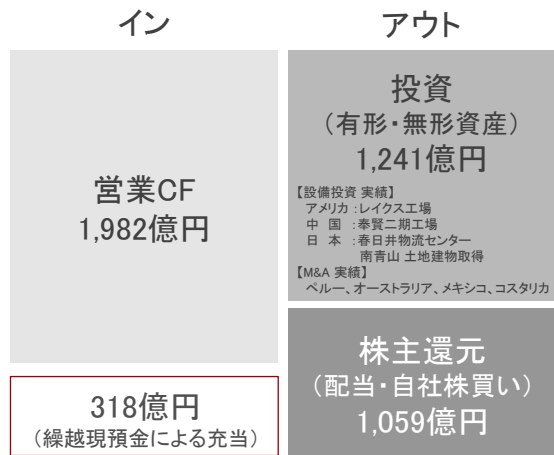 イン
営業CF
1,982億円
318億円
（繰越現預金による充当）
アウト
投資
（有形・無形資産）
1,241億円
【設備投資 実績】
アメリカ：レイクス工場
中　国　：奉賢二期工場
日　本　：春日井物流センター
南青山 土地建物取得
【M&A 実績】
ペルー、オーストラリア、メキシコ、コスタリカ
株主還元
（配当・自社株買い）
1,059億円